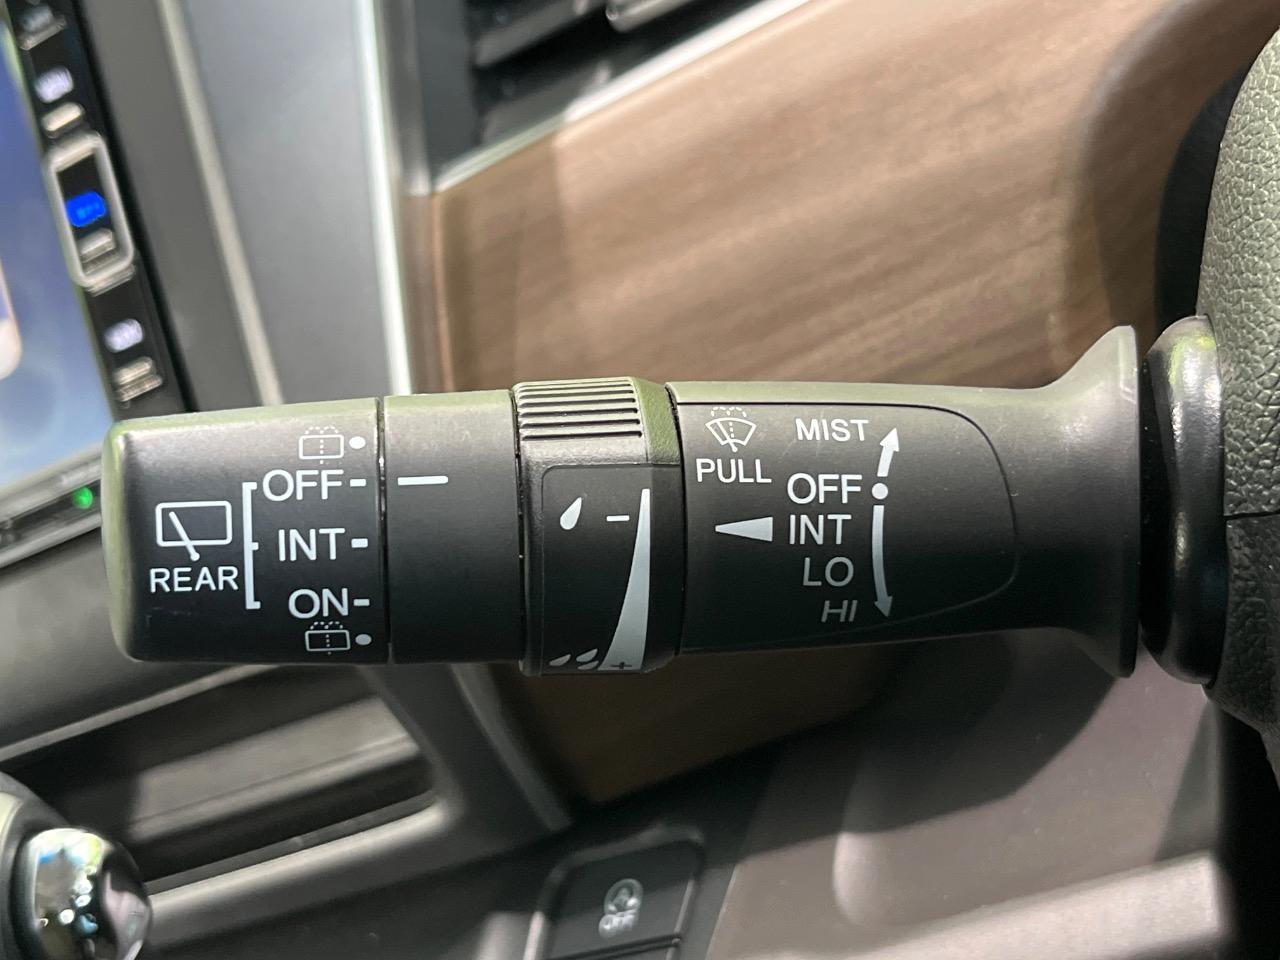 REAR
OFF
INT
ON
PULL
MIST
OFF
INT
LO
HI
OFF